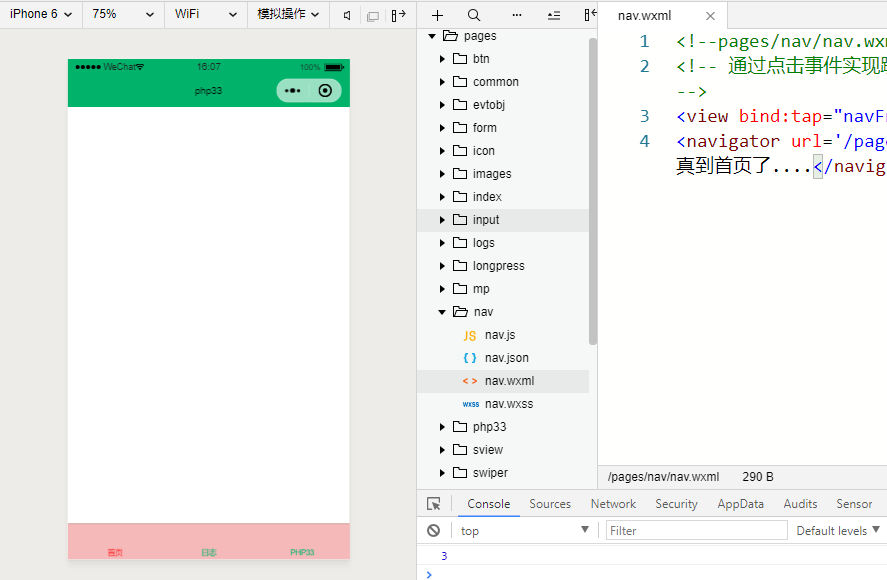 iPhone 6 75% WiFi 模拟操作
WeChat 16:07 100%
php33
首页 日志 PHP33
pages
btn
common
evtobj
form
icon
images
index
input
logs
longpress
mp
nav
JS nav.js
{ } nav.json
< > nav.wxml
wxss nav.wxss
php33
sview
swiper
nav.wxml
1 <!--pages/nav/nav.wxm
2 <!-- 通过点击事件实现跳
-->
3 <view bind:tap="navFn
4 <navigator url='/page
真到首页了....</navig
/pages/nav/nav.wxml 290 B
Console Sources Network Security AppData Audits Sensor
top Filter Default levels
3
>